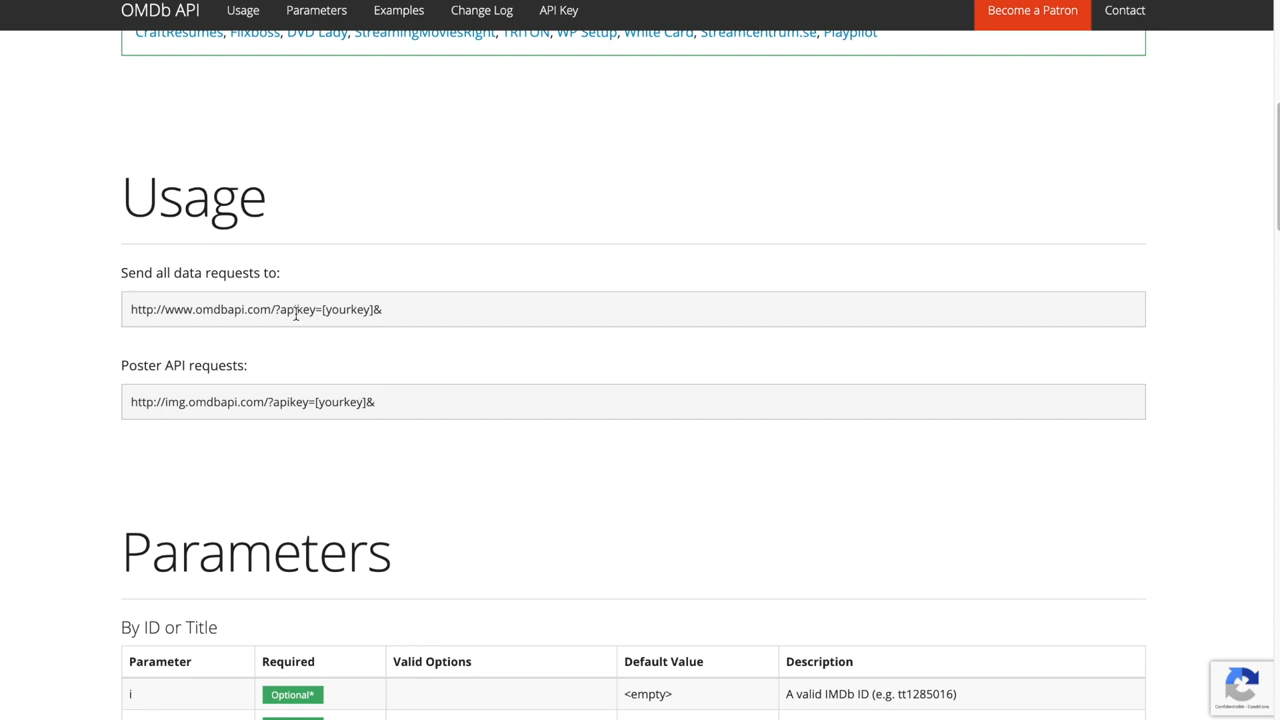 OMDb API Usage Parameters Examples Change Log API Key Become a Patron Contact
CraftResumes, Flixboss, DVD Lady, StreamingMoviesRight, TRITON, WP Setup, White Card, Streamcentrum.se, Playpilot
Usage
Send all data requests to:
http://www.omdbapi.com/?apikey=[yourkey]&
Poster API requests:
http://img.omdbapi.com/?apikey=[yourkey]&
Parameters
By ID or Title
Parameter Required Valid Options Default Value Description
i Optional* <empty> A valid IMDb ID (e.g. tt1285016)
Confidentialité - Conditions